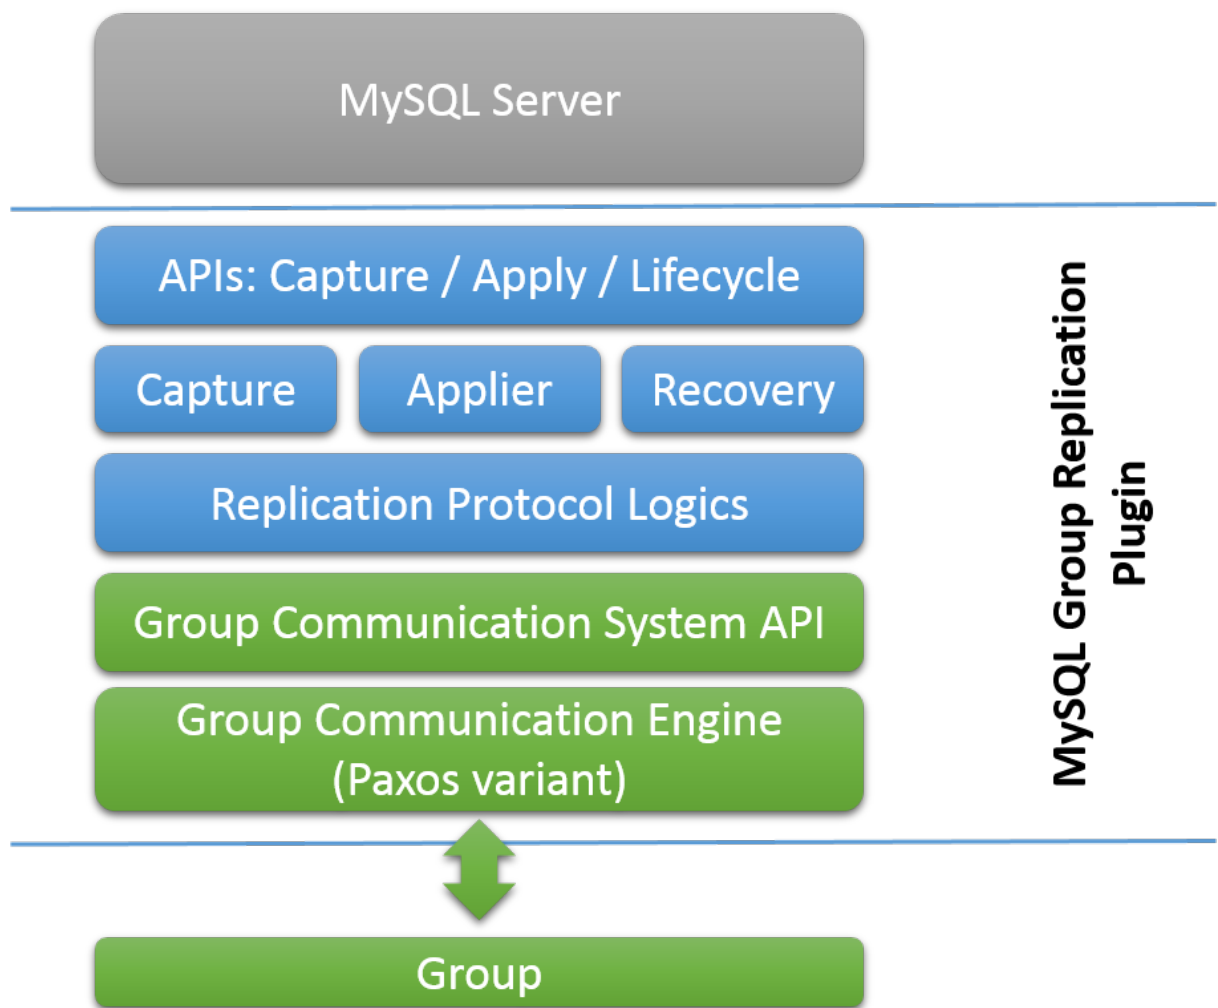 MySQL Server
APIs: Capture / Apply / Lifecycle
Capture
Applier
Recovery
Replication Protocol Logics
Group Communication System API
Group Communication Engine
(Paxos variant)
MySQL Group Replication
Plugin
Group